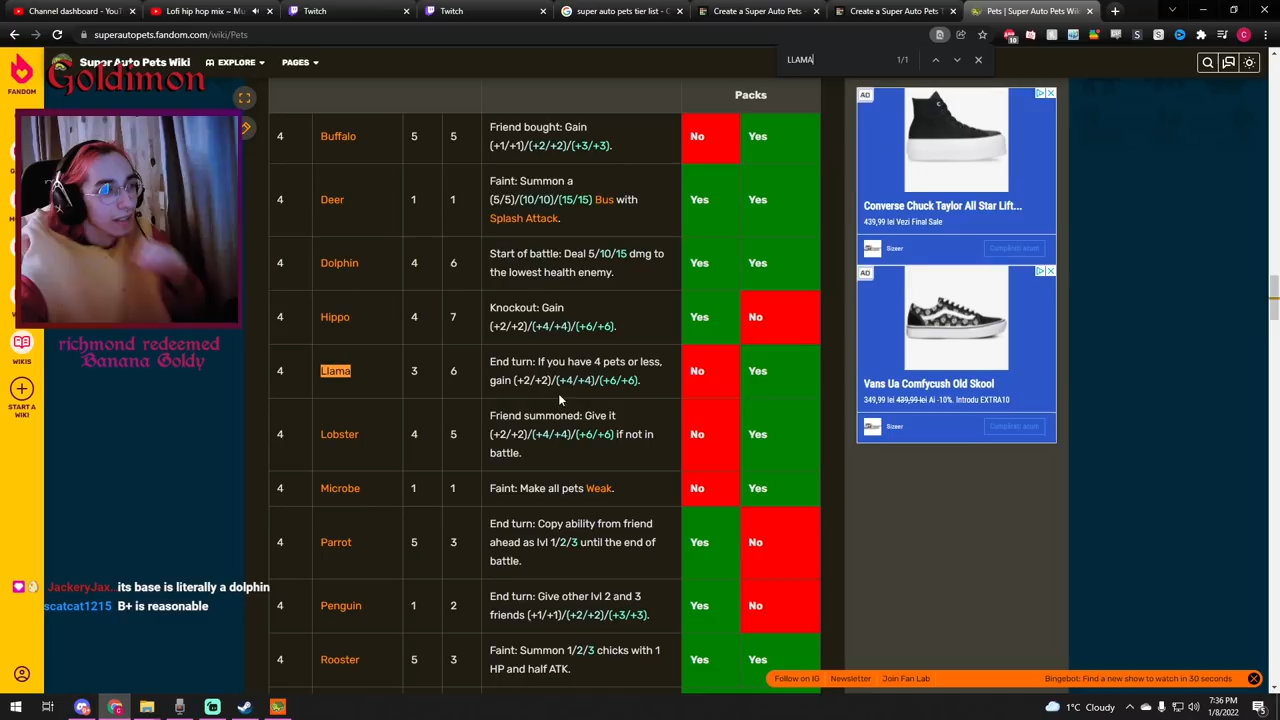 (20) dolph
YouTub
Lofi hip hop mix – Mu
Twitch
Twitch
super auto pets tier list - G
Create a Super Auto Pets -
Create a Super Auto Pets T
Pets | Super Auto Pets Wiki
superautopets.fandom.com/wiki/Pets
10
FANDOM
Super Auto Pets Wiki
EXPLORE
PAGES
Goldimon
LLAMA
1/1
Packs
4 Buffalo 5 5 Friend bought: Gain
(+1/+1)/(+2/+2)/(+3/+3).
No Yes
4 Deer 1 1 Faint: Summon a
(5/5)/(10/10)/(15/15) Bus with
Splash Attack.
Yes Yes
4 Dolphin 4 6 Start of battle: Deal 5/10/15 dmg to
the lowest health enemy.
Yes Yes
4 Hippo 4 7 Knockout: Gain
(+2/+2)/(+4/+4)/(+6/+6).
Yes No
4 Llama 3 6 End turn: If you have 4 pets or less,
gain (+2/+2)/(+4/+4)/(+6/+6).
No Yes
4 Lobster 4 5 Friend summoned: Give it
(+2/+2)/(+4/+4)/(+6/+6) if not in
battle.
No Yes
4 Microbe 1 1 Faint: Make all pets Weak.
No Yes
4 Parrot 5 3 End turn: Copy ability from friend
ahead as lvl 1/2/3 until the end of
battle.
Yes No
4 Penguin 1 2 End turn: Give other lvl 2 and 3
friends (+1/+1)/(+2/+2)/(+3/+3).
Yes No
4 Rooster 5 3 Faint: Summon 1/2/3 chicks with 1
HP and half ATK.
Yes Yes
richmond redeemed
Banana Goldy
WIKIS
START A
WIKI
JackeryJax... its base is literally a dolphin
scatcat1215 B+ is reasonable
AD
Converse Chuck Taylor All Star Lift...
439,99 lei Vezi Final Sale
Sizeer
Cumpărați acum
AD
Vans Ua Comfycush Old Skool
349,99 lei 439,99 lei Ai -10%. Introdu EXTRA10
Sizeer
Cumpărați acum
Follow on IG
Newsletter
Join Fan Lab
Bingebot: Find a new show to watch in 30 seconds
1°C Cloudy
7:36 PM
1/8/2022